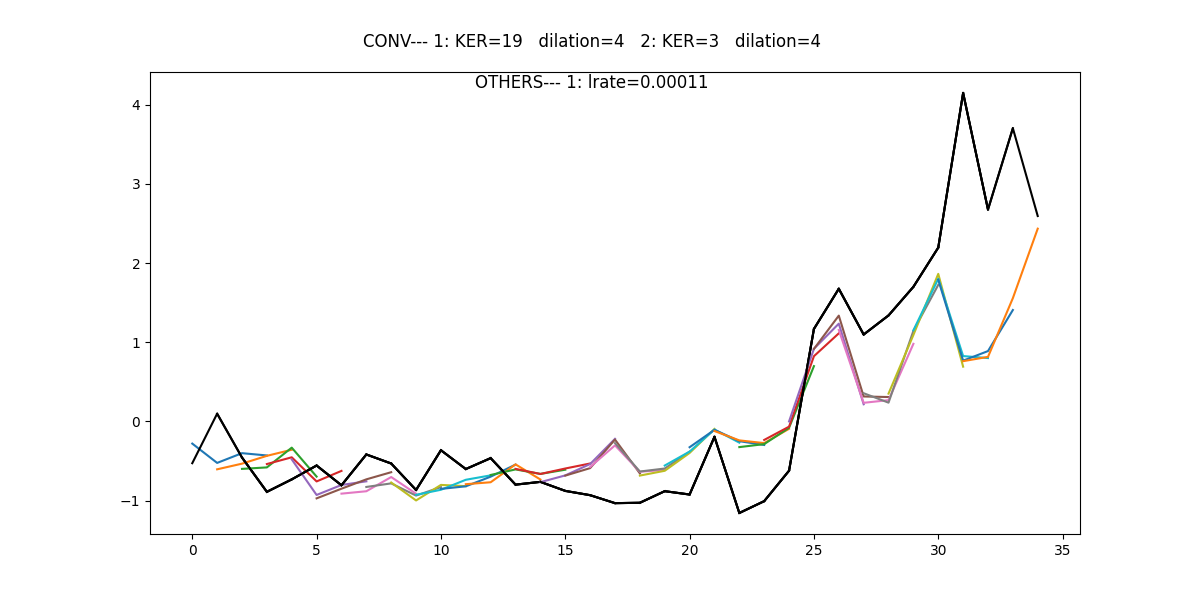 CONV--- 1: KER=19   dilation=4   2: KER=3   dilation=4
OTHERS--- 1: lrate=0.00011
4
3
2
1
0
−1
0 5 10 15 20 25 30 35